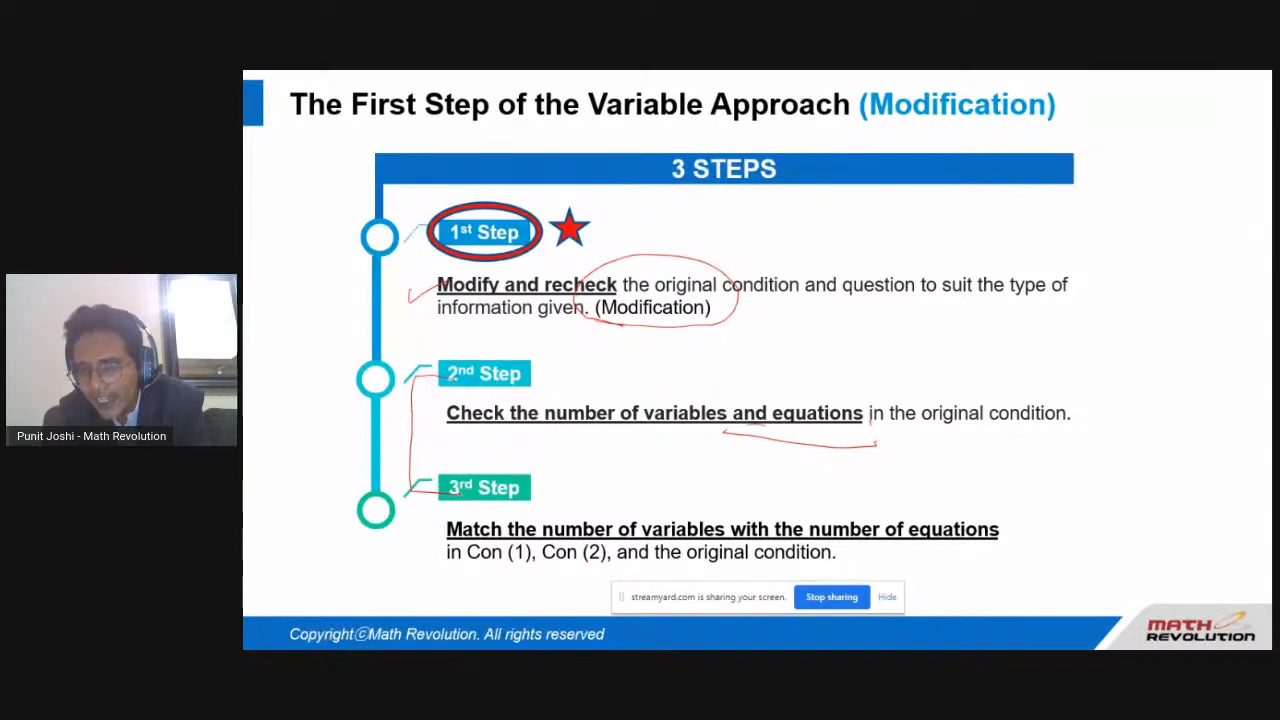 The First Step of the Variable Approach (Modification)
3 STEPS
1st Step
Modify and recheck the original condition and question to suit the type of
information given. (Modification)
2nd Step
Check the number of variables and equations in the original condition.
3rd Step
Match the number of variables with the number of equations
in Con (1), Con (2), and the original condition.
Punit Joshi - Math Revolution
streamyard.com is sharing your screen. Stop sharing Hide
CopyrightⓒMath Revolution. All rights reserved
MATH
REVOLUTION